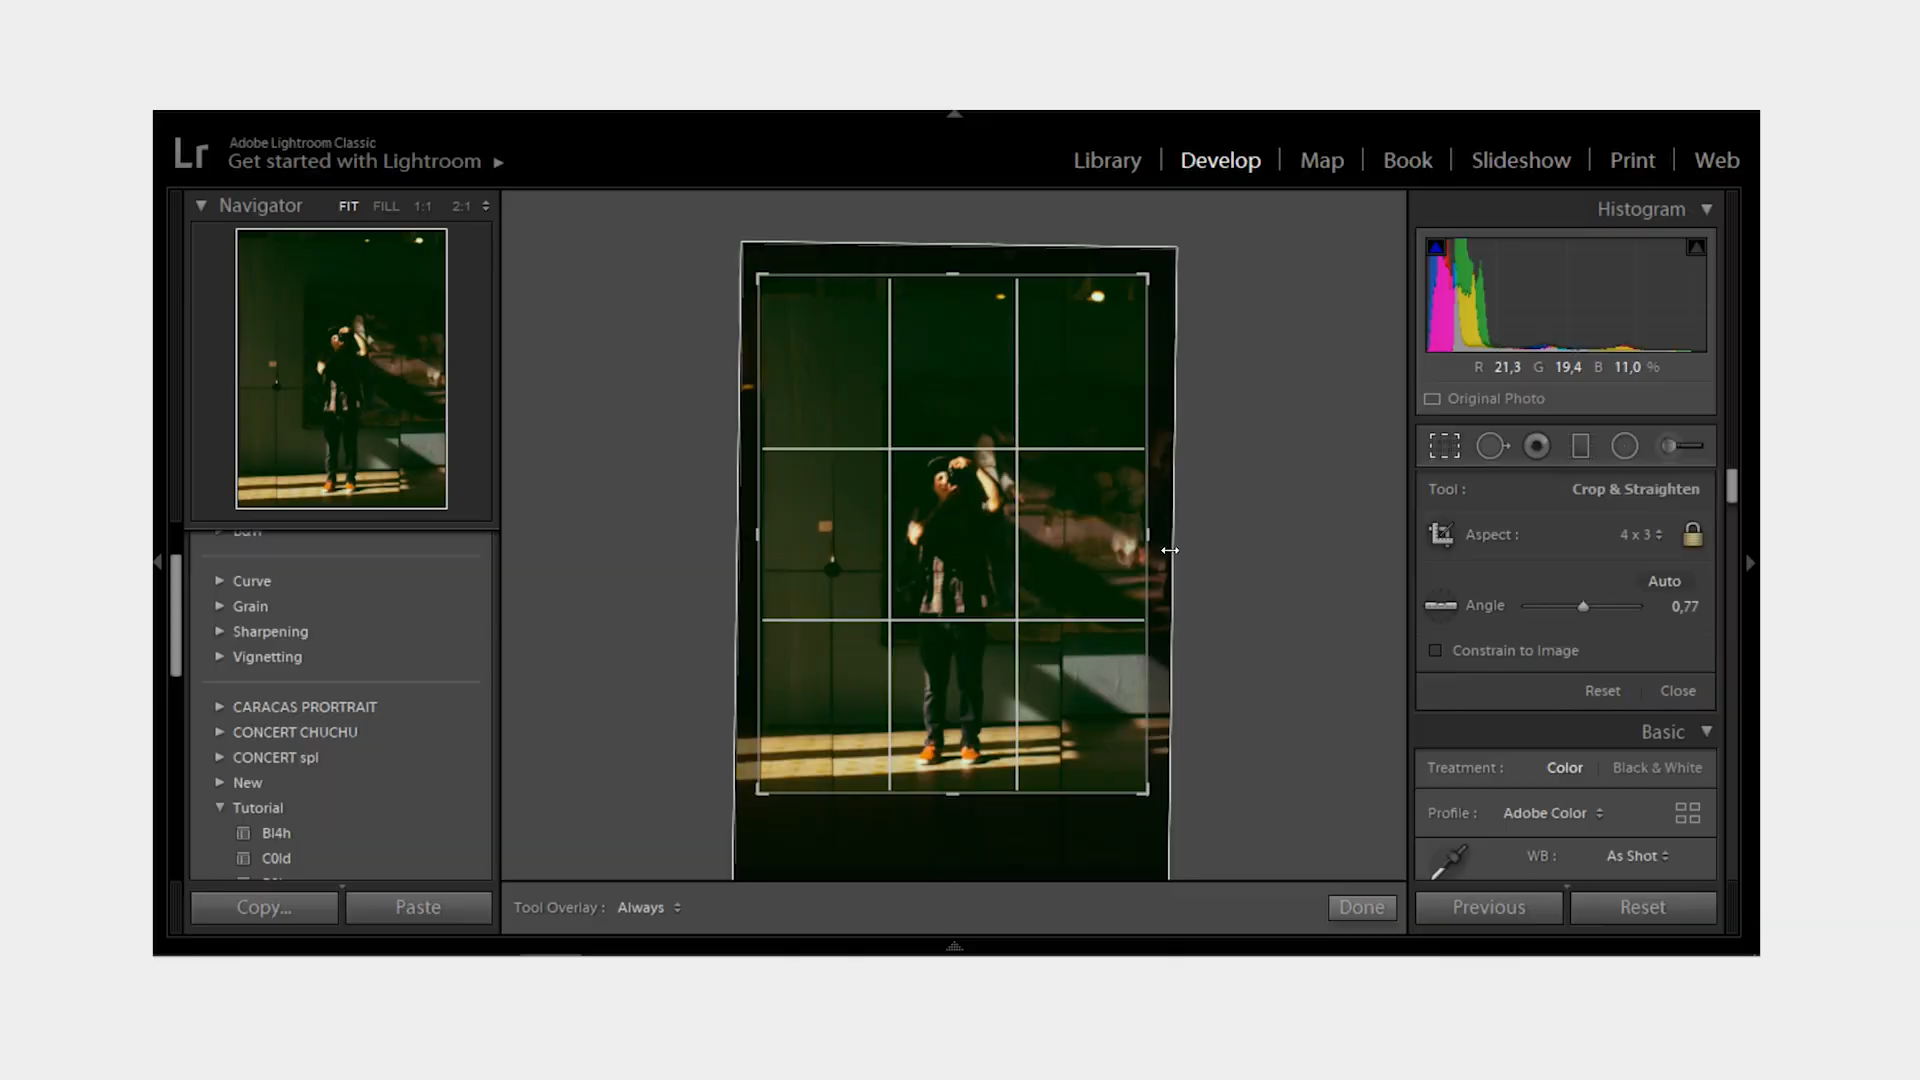 Lr
Adobe Lightroom Classic
Get started with Lightroom
Library Develop Map Book Slideshow Print Web
Navigator FIT FILL 1:1 2:1
Histogram
R 21,3 G 19,4 B 11,0 %
Original Photo
Tool : Crop & Straighten
Aspect : 4 x 3
Auto
Angle 0,77
Constrain to Image
Reset Close
Basic
Treatment : Color Black & White
Profile : Adobe Color
WB : As Shot
B&W
Curve
Grain
Sharpening
Vignetting
CARACAS PRORTRAIT
CONCERT CHUCHU
CONCERT spl
New
Tutorial
Bl4h
C0ld
Copy... Paste
Tool Overlay : Always
Done
Previous Reset